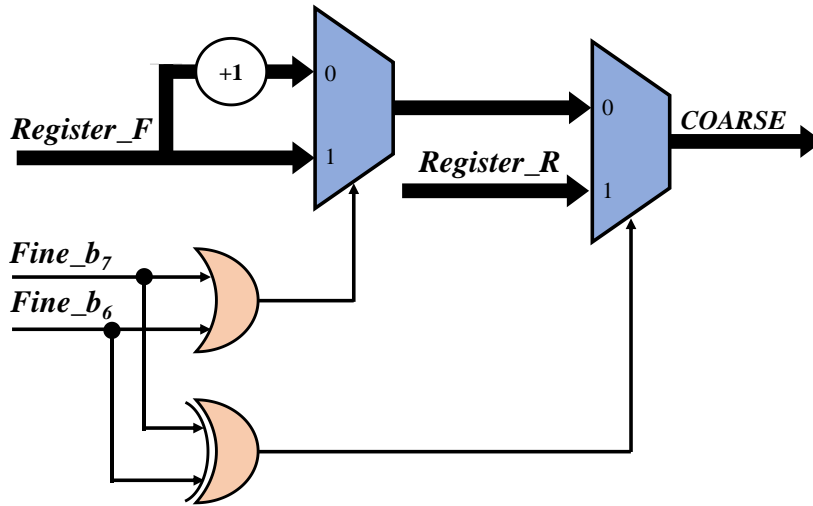 +1
0
Register_F
1
0
COARSE
Register_R
1
Fine_b7
Fine_b6